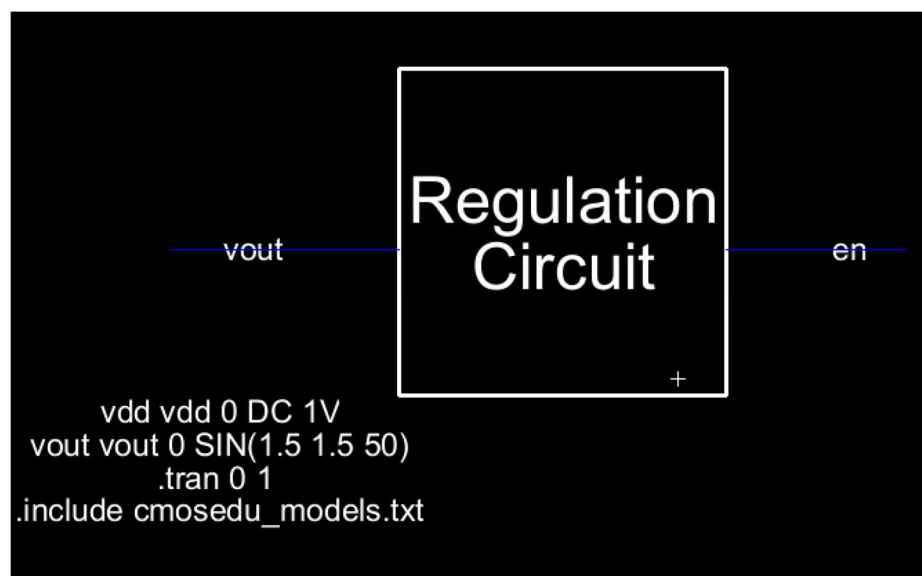 Regulation
Circuit
vout
en
vdd vdd 0 DC 1V
vout vout 0 SIN(1.5 1.5 50)
.tran 0 1
.include cmosedu_models.txt